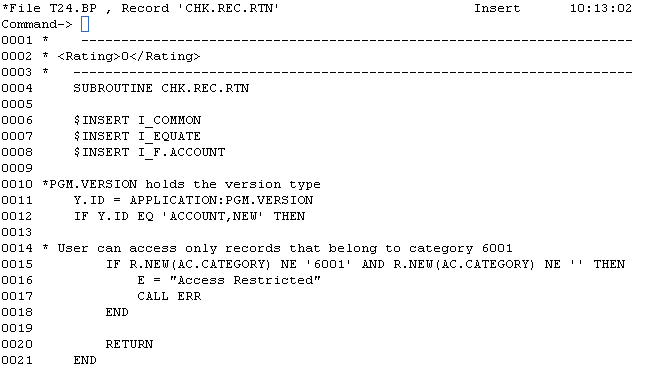 *File T24.BP , Record 'CHK.REC.RTN' Insert 10:13:02
Command->
0001 * -----------------------------------------------------------------------
0002 * <Rating>0</Rating>
0003 * ------------------------------------------------------------------------
0004 SUBROUTINE CHK.REC.RTN
0005
0006 $INSERT I_COMMON
0007 $INSERT I_EQUATE
0008 $INSERT I_F.ACCOUNT
0009
0010 *PGM.VERSION holds the version type
0011 Y.ID = APPLICATION:PGM.VERSION
0012 IF Y.ID EQ 'ACCOUNT,NEW' THEN
0013
0014 * User can access only records that belong to category 6001
0015 IF R.NEW(AC.CATEGORY) NE '6001' AND R.NEW(AC.CATEGORY) NE '' THEN
0016 E = "Access Restricted"
0017 CALL ERR
0018 END
0019
0020 RETURN
0021 END